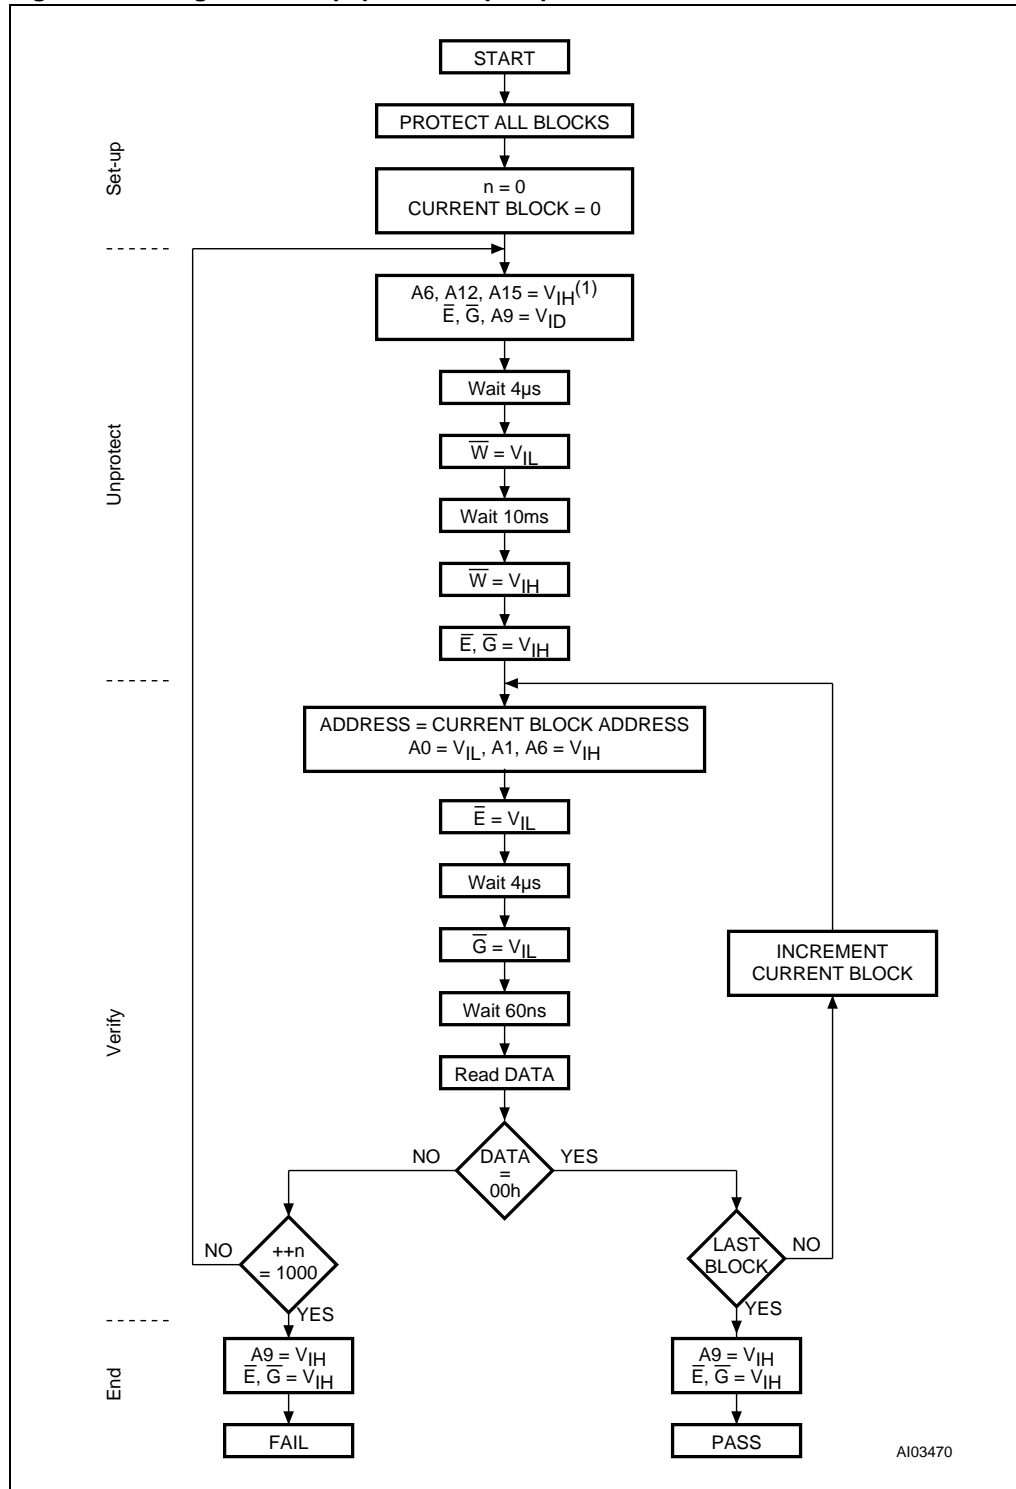 START
PROTECT ALL BLOCKS
Set-up
n = 0
CURRENT BLOCK = 0
A6, A12, A15 = VIH(1)
E̅, G̅, A9 = VID
Wait 4µs
Unprotect
W̅ = VIL
Wait 10ms
W̅ = VIH
E̅, G̅ = VIH
ADDRESS = CURRENT BLOCK ADDRESS
A0 = VIL, A1, A6 = VIH
E̅ = VIL
Wait 4µs
G̅ = VIL
INCREMENT
CURRENT BLOCK
Wait 60ns
Verify
Read DATA
NO
DATA
=
00h
YES
NO
++n
= 1000
YES
LAST
BLOCK
NO
YES
End
A9 = VIH
E̅, G̅ = VIH
A9 = VIH
E̅, G̅ = VIH
FAIL
PASS
AI03470